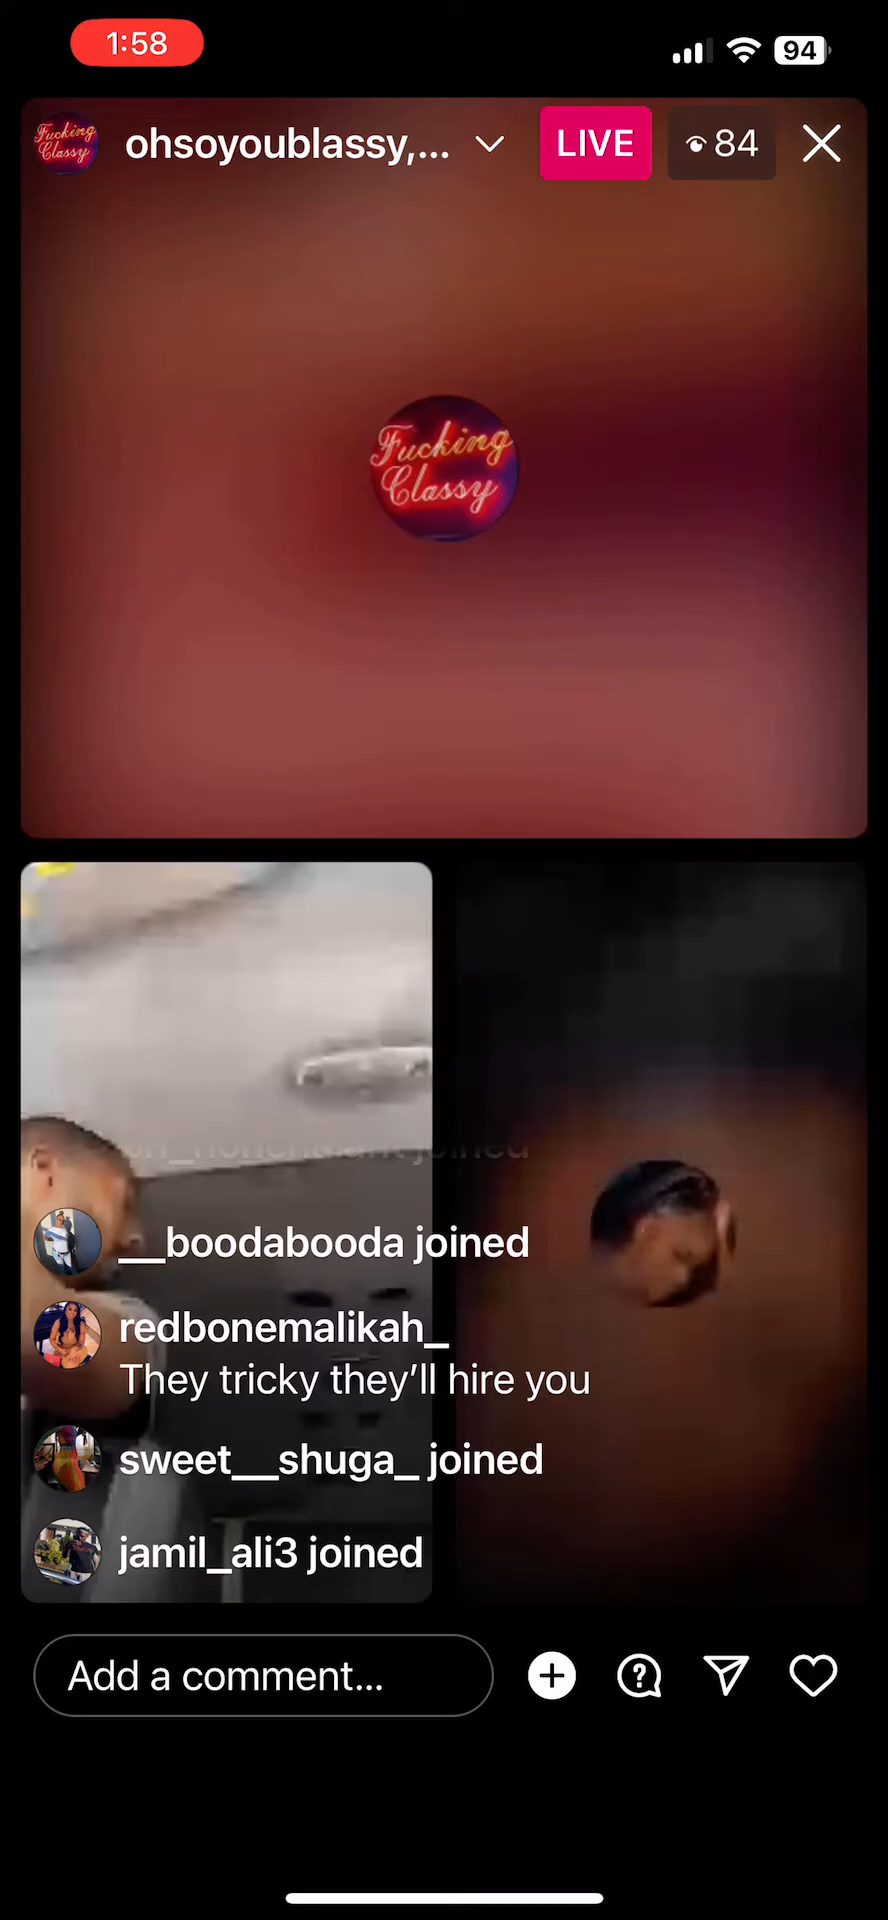 1:58
94
Fucking
Classy
ohsoyoublassy,...
LIVE
84
Fucking
Classy
joined
__boodabooda joined
redbonemalikah_
They tricky they’ll hire you
sweet__shuga_ joined
jamil_ali3 joined
Add a comment...